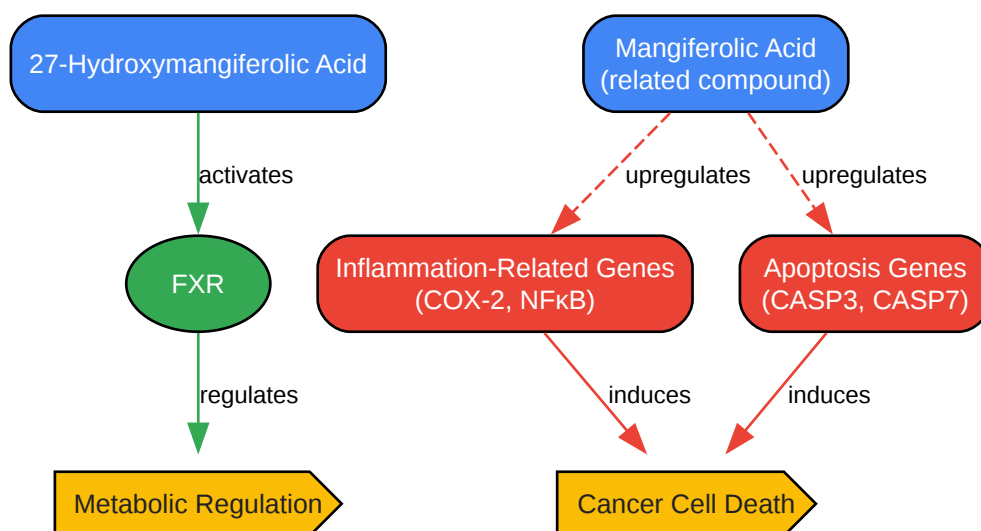 27-Hydroxymangiferolic Acid
Mangiferolic Acid
(related compound)
activates
upregulates
upregulates
FXR
Inflammation-Related Genes
(COX-2, NFκB)
Apoptosis Genes
(CASP3, CASP7)
regulates
induces
induces
Metabolic Regulation
Cancer Cell Death